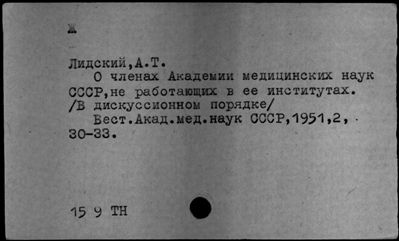 Ж
Лидский,А.Т.
О членах Академии медицинских наук
СССР,не работающих в ее институтах.
/В дискуссионном порядке/
Вест.Акад.мед.наук СССР,1951,2,
30-33.
15 9 ТН